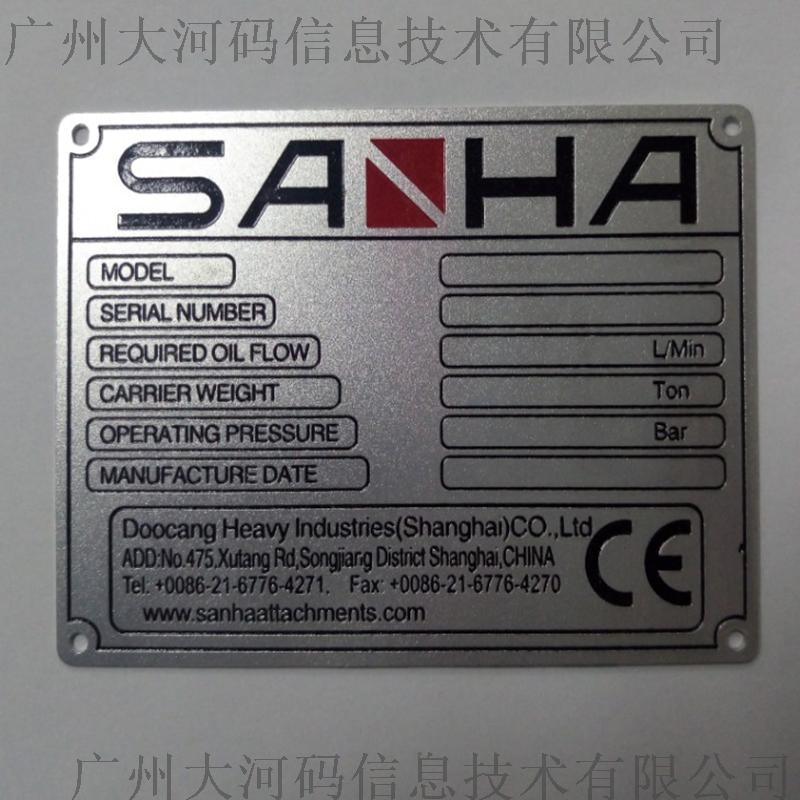 广州大河码信息技术有限公司
SANHA
MODEL
SERIAL NUMBER
REQUIRED OIL FLOW L/Min
CARRIER WEIGHT Ton
OPERATING PRESSURE Bar
MANUFACTURE DATE
Doocang Heavy Industries(Shanghai)CO.,Ltd
ADD:No.475,Xutang Rd,Songjiang District Shanghai,CHINA
Tel: +0086-21-6776-4271, Fax: +0086-21-6776-4270
www.sanhaattachments.com
CE
广州大河码信息技术有限公司